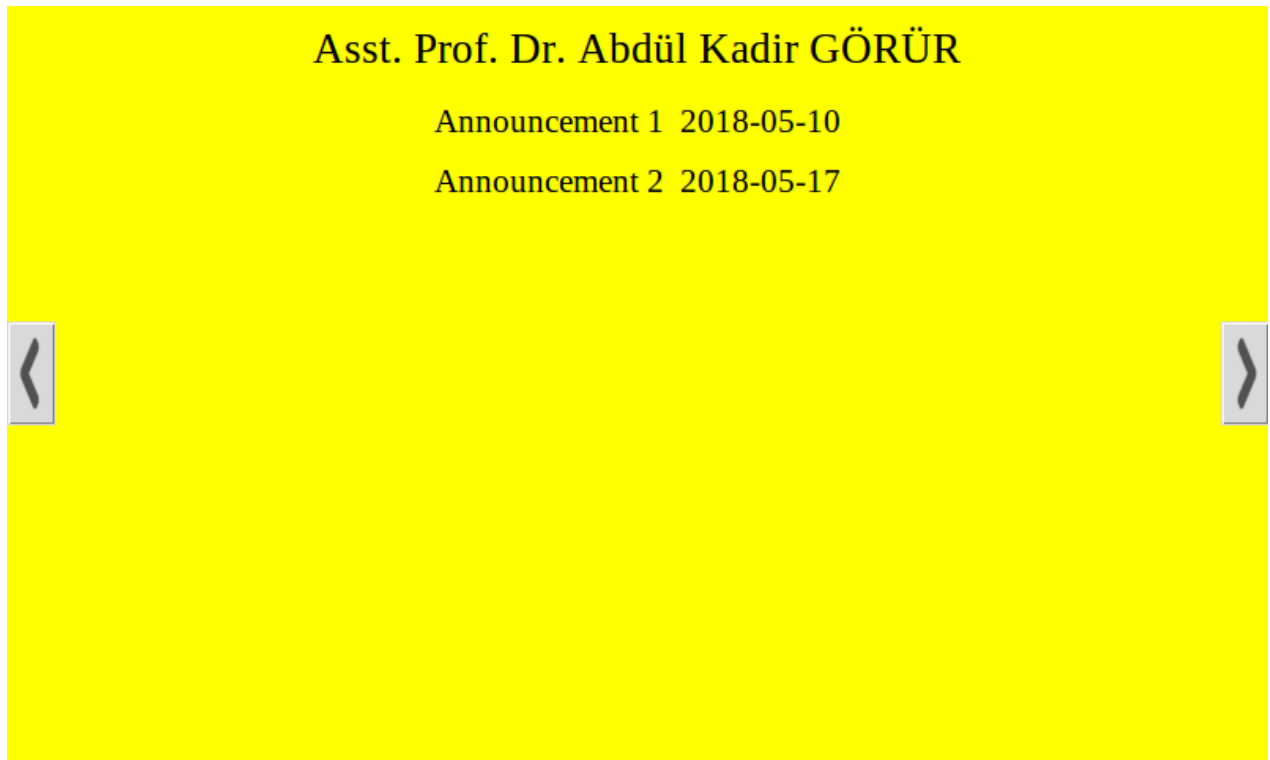 Asst. Prof. Dr. Abdül Kadir GÖRÜR
Announcement 1 2018-05-10
Announcement 2 2018-05-17